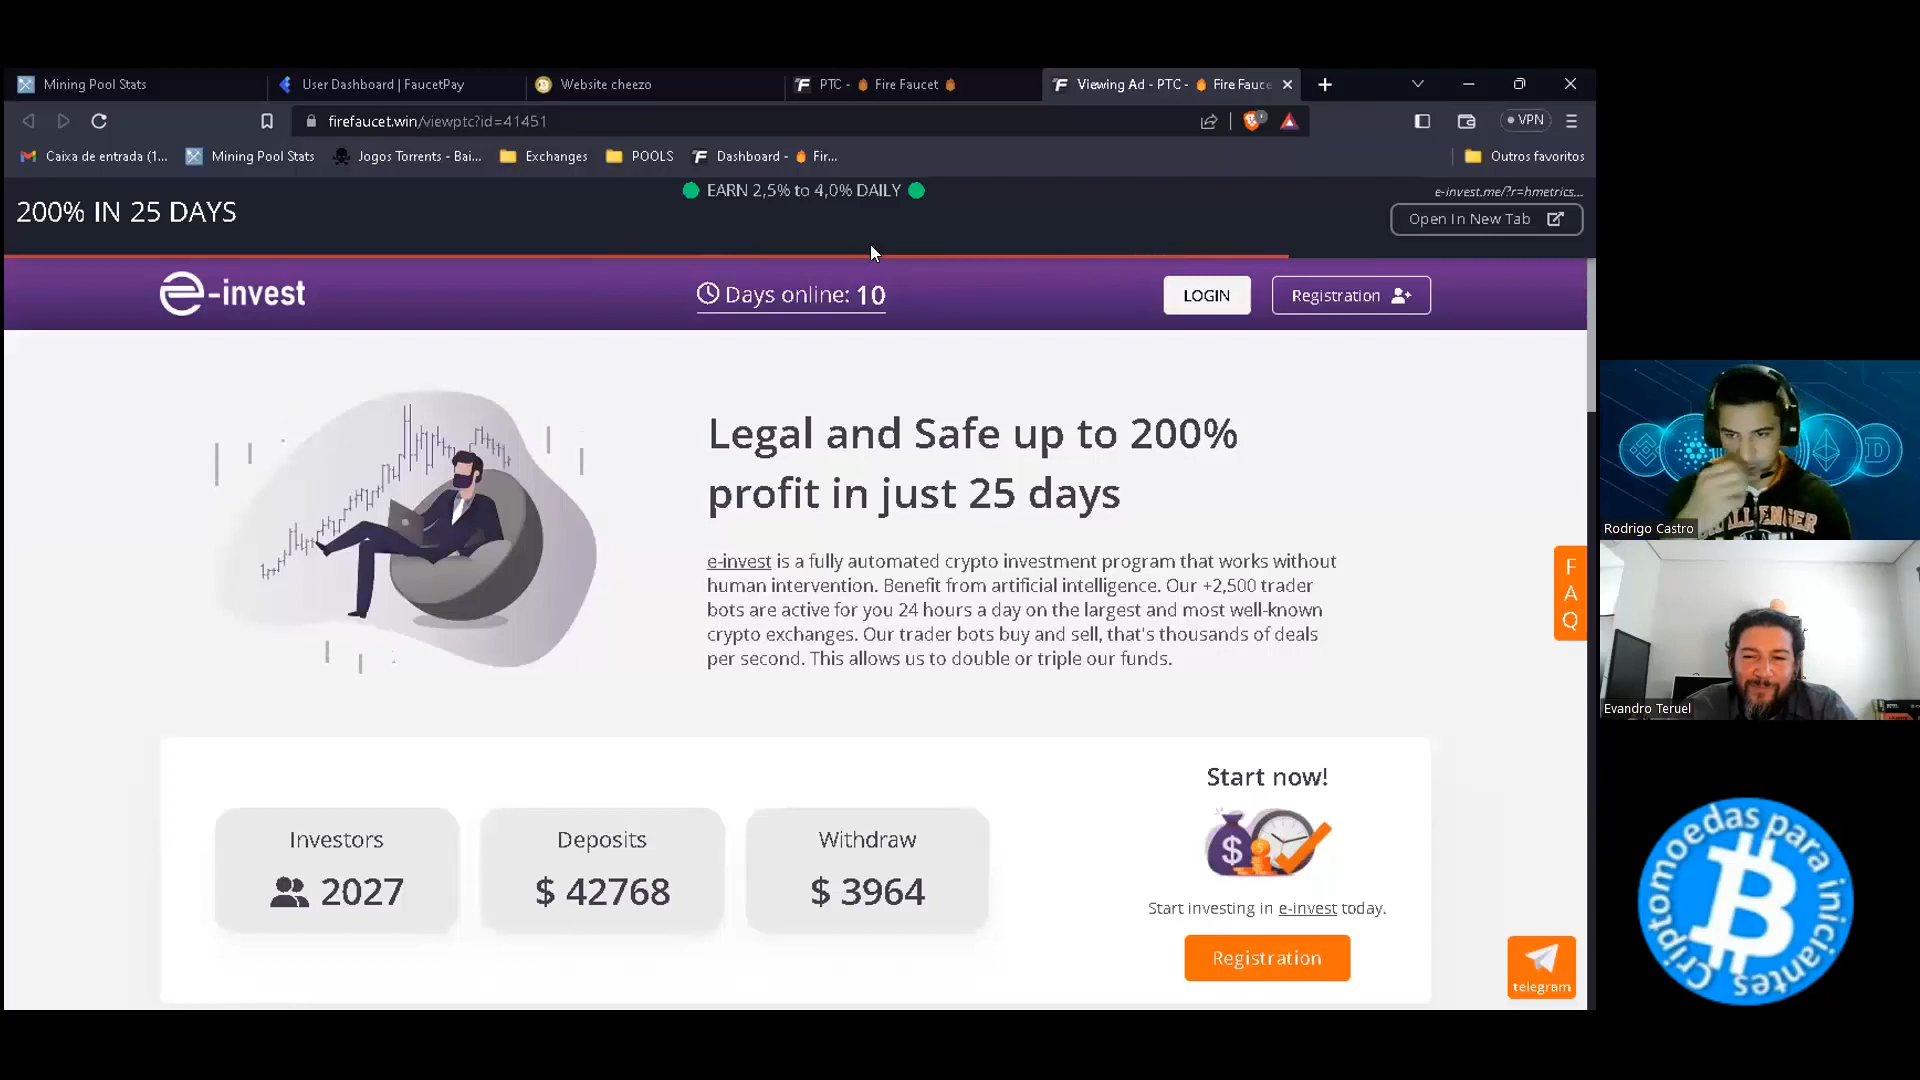 Mining Pool Stats
User Dashboard | FaucetPay
Website cheezo
PTC - Fire Faucet
Viewing Ad - PTC - Fire Fauce
firefaucet.win/viewptc?id=41451
VPN
Caixa de entrada (1...
Mining Pool Stats
Jogos Torrents - Bai...
Exchanges
POOLS
Dashboard - Fir...
Outros favoritos
200% IN 25 DAYS
EARN 2,5% to 4,0% DAILY
e-invest.me/?r=hmetrics...
Open In New Tab
e-invest
Days online: 10
LOGIN
Registration
Legal and Safe up to 200%
profit in just 25 days
e-invest is a fully automated crypto investment program that works without
human intervention. Benefit from artificial intelligence. Our +2,500 trader
bots are active for you 24 hours a day on the largest and most well-known
crypto exchanges. Our trader bots buy and sell, that's thousands of deals
per second. This allows us to double or triple our funds.
FAQ
Investors
2027
Deposits
$ 42768
Withdraw
$ 3964
Start now!
Start investing in e-invest today.
Registration
telegram
Rodrigo Castro
Evandro Teruel
Criptomoedas para iniciantes